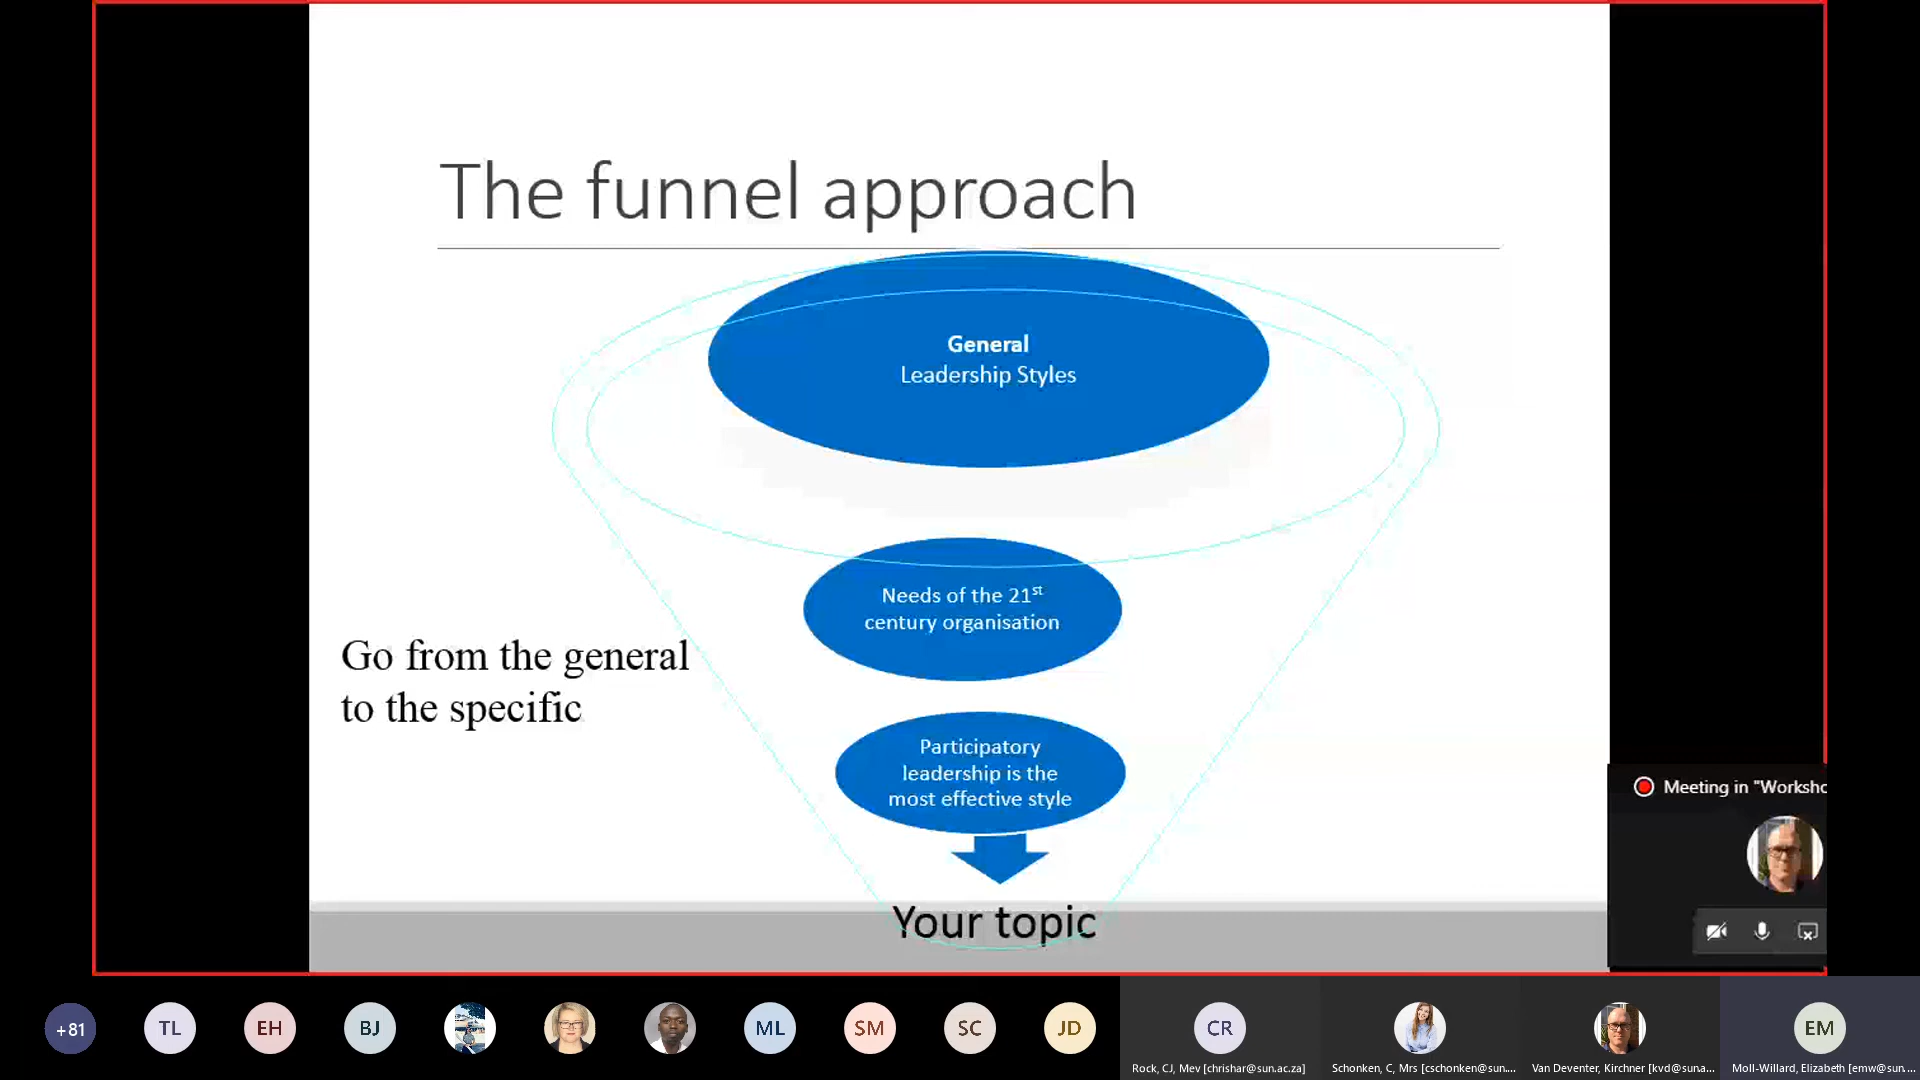 The funnel approach
General
Leadership Styles
Needs of the 21st
century organisation
Go from the general
to the specific
Participatory
leadership is the
most effective style
Your topic
Meeting in "Worksho
+81
TL
EH
BJ
ML
SM
SC
JD
CR
EM
Rock, CJ, Mev [chrishar@sun.ac.za]
Schonken, C, Mrs [cschonken@sun....
Van Deventer, Kirchner [kvd@suna...
Moll-Willard, Elizabeth [emw@sun....